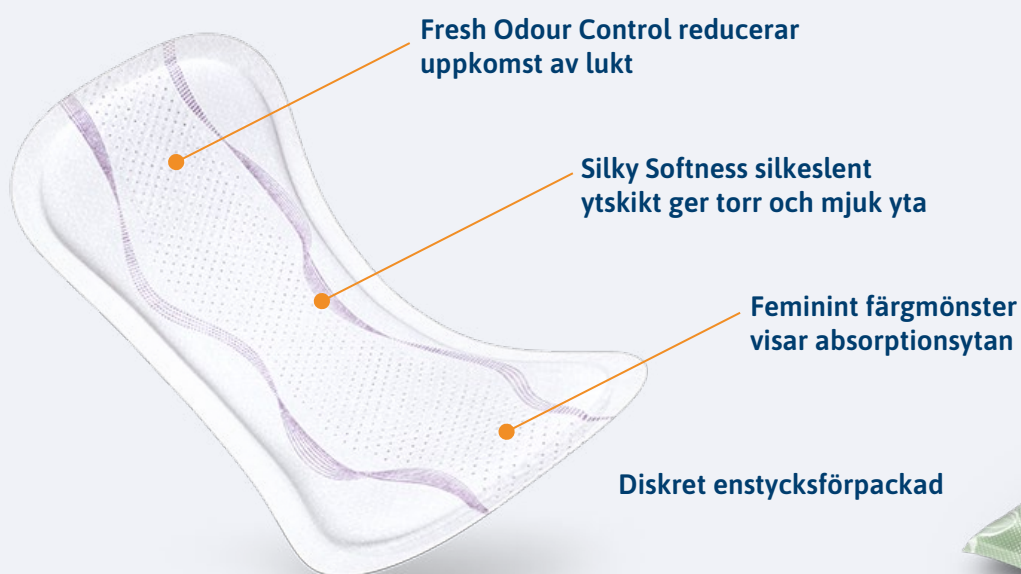 Fresh Odour Control reducerar
uppkomst av lukt
Silky Softness silkeslent
ytskikt ger torr och mjuk yta
Feminint färgmönster
visar absorptionsytan
Diskret enstycksförpackad